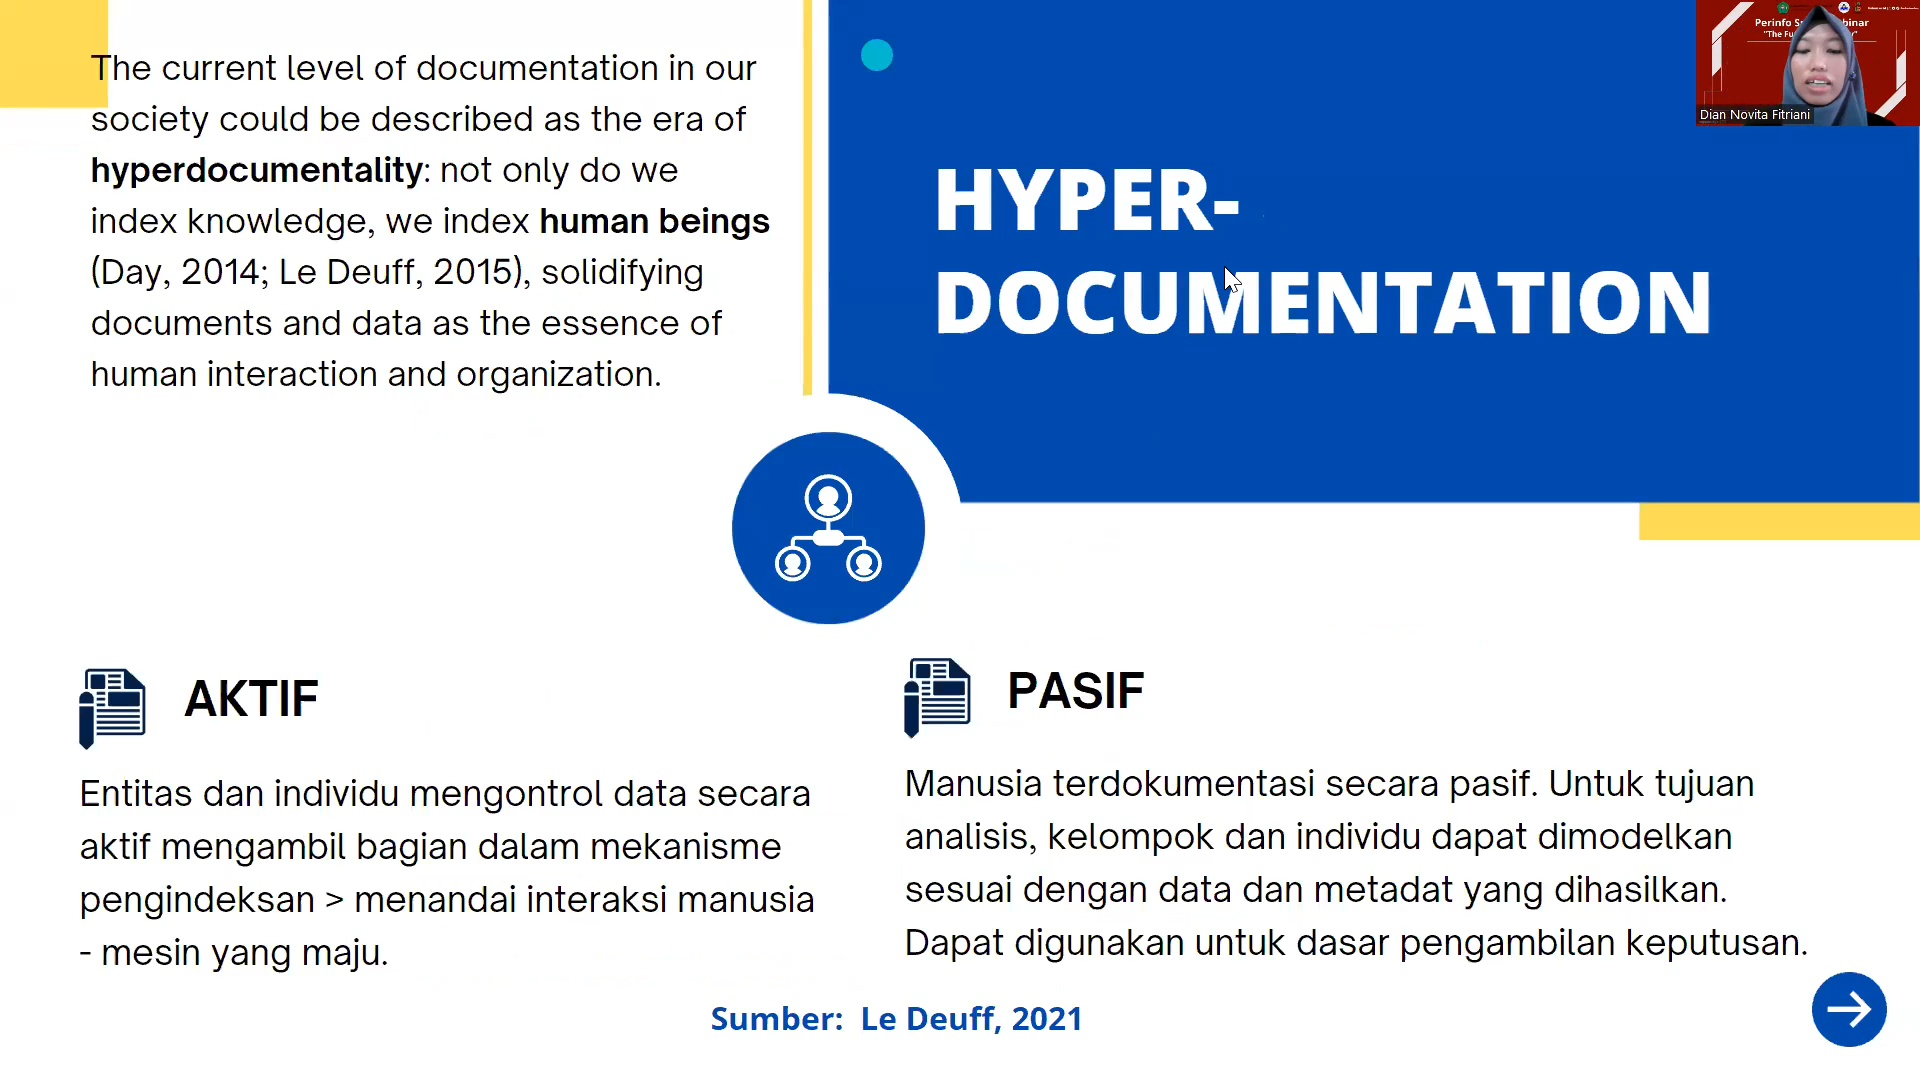 The current level of documentation in our
society could be described as the era of
hyperdocumentality: not only do we
index knowledge, we index human beings
(Day, 2014; Le Deuff, 2015), solidifying
documents and data as the essence of
human interaction and organization.
HYPER-
DOCUMENTATION
Perinfo
Dian Novita Fitriani
AKTIF
Entitas dan individu mengontrol data secara
aktif mengambil bagian dalam mekanisme
pengindeksan > menandai interaksi manusia
- mesin yang maju.
PASIF
Manusia terdokumentasi secara pasif. Untuk tujuan
analisis, kelompok dan individu dapat dimodelkan
sesuai dengan data dan metadat yang dihasilkan.
Dapat digunakan untuk dasar pengambilan keputusan.
Sumber: Le Deuff, 2021